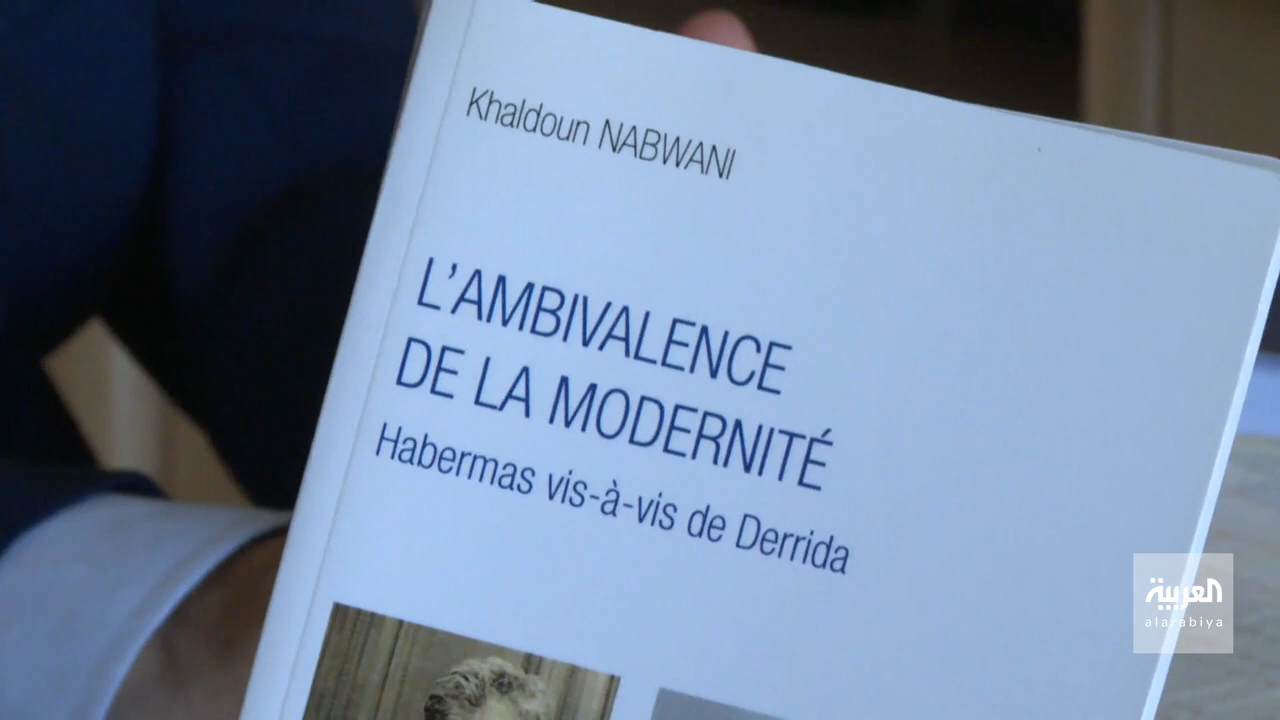 Khaldoun NABWANI
L'AMBIVALENCE
DE LA MODERNITÉ
Habermas vis-à-vis de Derrida
العربية
alarabiya